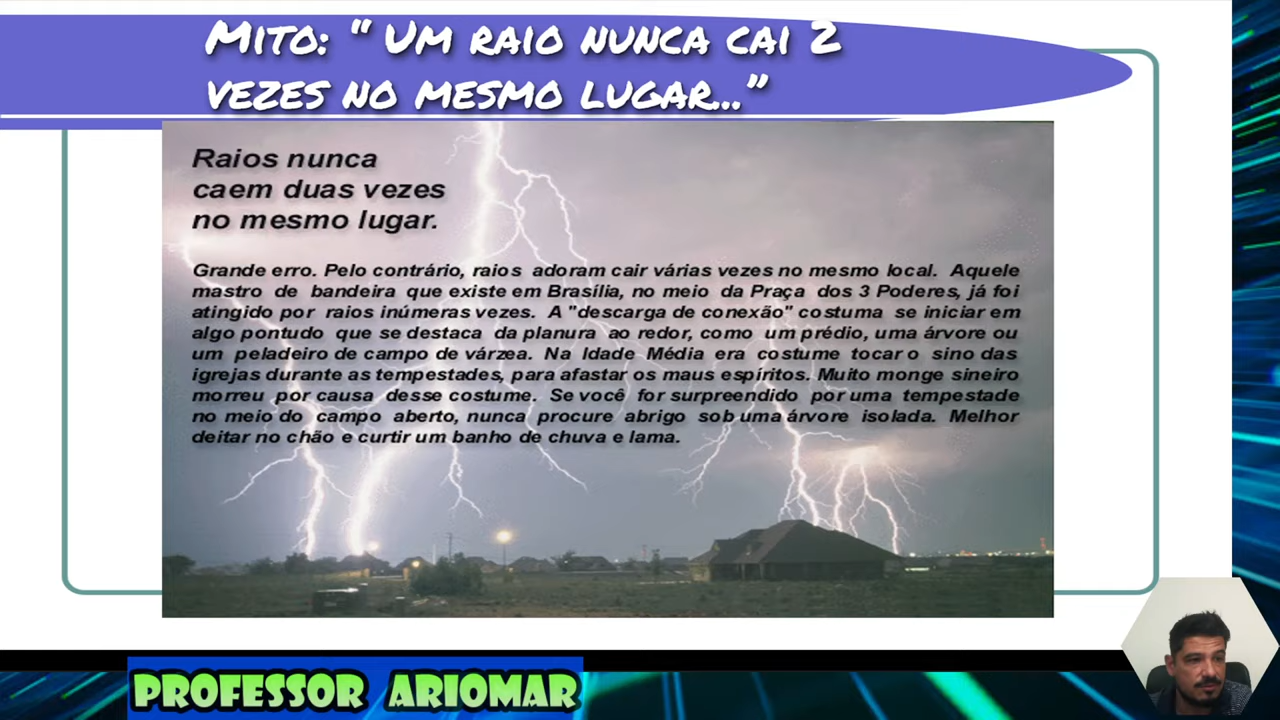 Mito: “ Um raio nunca cai 2
vezes no mesmo lugar...”
Raios nunca
caem duas vezes
no mesmo lugar.
Grande erro. Pelo contrário, raios adoram cair várias vezes no mesmo local. Aquele
mastro de bandeira que existe em Brasília, no meio da Praça dos 3 Poderes, já foi
atingido por raios inúmeras vezes. A "descarga de conexão" costuma se iniciar em
algo pontudo que se destaca da planura ao redor, como um prédio, uma árvore ou
um peladeiro de campo de várzea. Na Idade Média era costume tocar o sino das
igrejas durante as tempestades, para afastar os maus espíritos. Muito monge sineiro
morreu por causa desse costume. Se você for surpreendido por uma tempestade
no meio do campo aberto, nunca procure abrigo sob uma árvore isolada. Melhor
deitar no chão e curtir um banho de chuva e lama.
PROFESSOR ARIOMAR